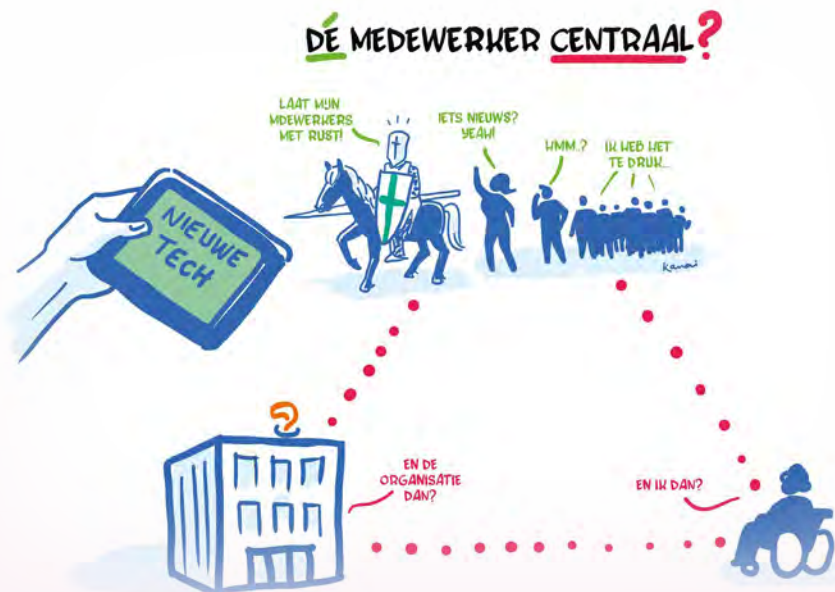 DÉ MEDEWERKER CENTRAAL?
LAAT MIJN
MDEWERKERS
MET RUST!
IETS NIEUWS?
YEAH!
HMM..?
IK HEB HET
TE DRUK...
NIEUWE
TECH
Kanai
EN DE
ORGANISATIE
DAN?
EN IK DAN?